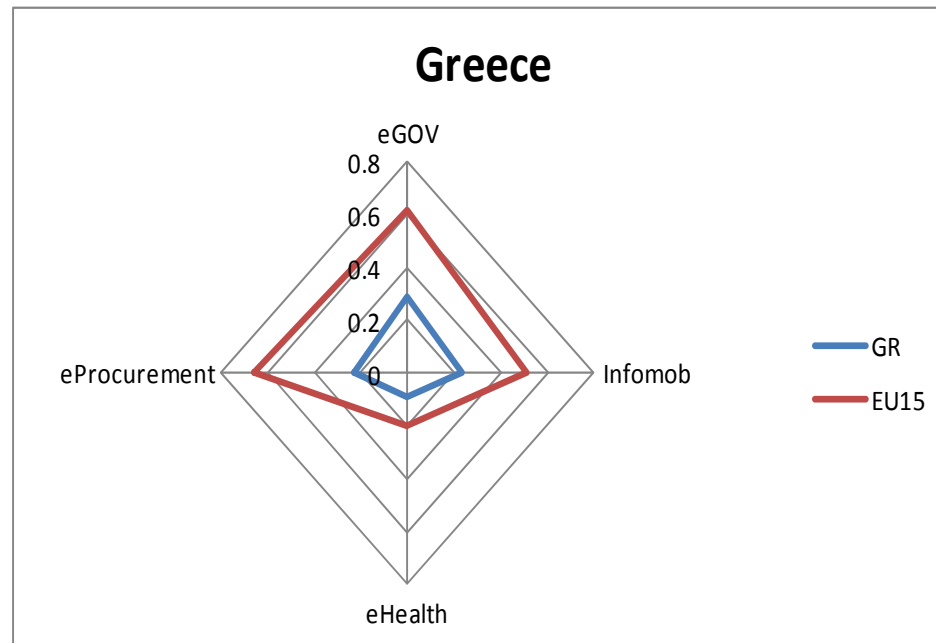 Greece
eGOV
0.8
0.6
0.4
0.2
0
eProcurement
Infomob
eHealth
GR
EU15